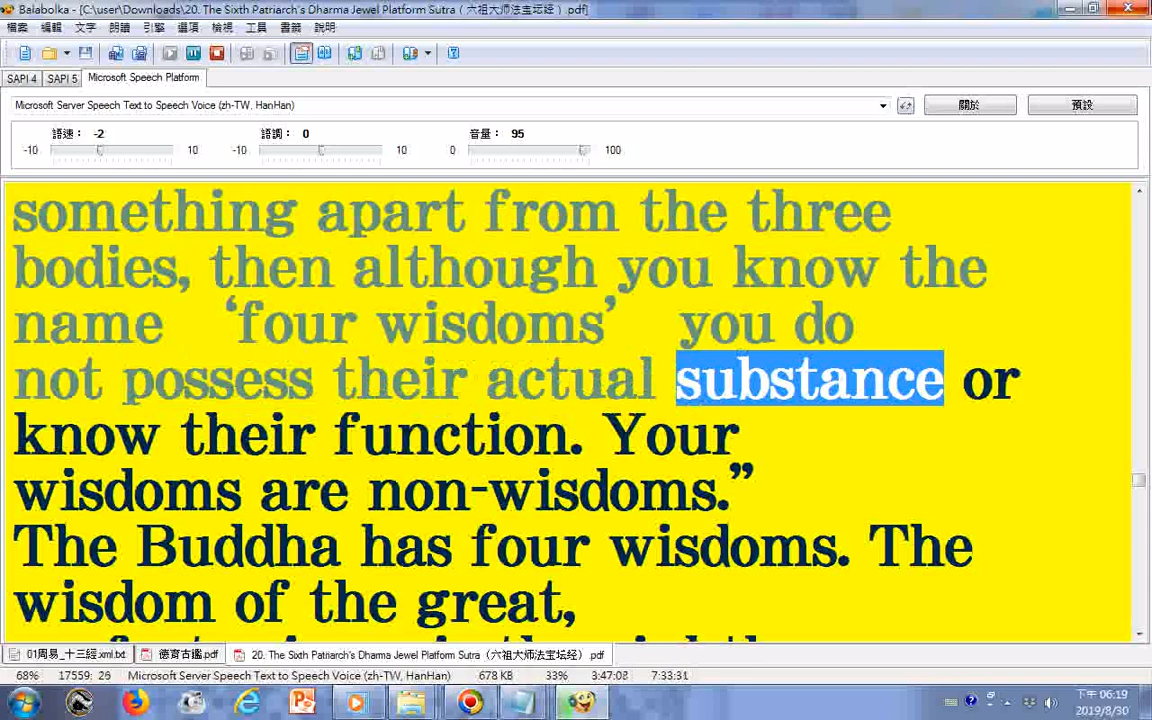 Balabolka - [C:\user\Downloads\20. The Sixth Patriarch's Dharma Jewel Platform Sutra（六祖大师法宝坛经）.pdf]
檔案 編輯 文字 朗讀 引擎 選項 檢視 工具 書籤 說明
SAPI 4 SAPI 5 Microsoft Speech Platform
Microsoft Server Speech Text to Speech Voice (zh-TW, HanHan) 關於 預設
語速： -2 語調： 0 音量： 95
-10 10 -10 10 0 100
something apart from the three
bodies, then although you know the
name ‘four wisdoms’ you do
not possess their actual substance or
know their function. Your
wisdoms are non-wisdoms.”
The Buddha has four wisdoms. The
wisdom of the great,
01周易_十三經.xml.txt 德育古鑑.pdf 20. The Sixth Patriarch's Dharma Jewel Platform Sutra（六祖大师法宝坛经）.pdf
68% 17559: 26 Microsoft Server Speech Text to Speech Voice (zh-TW, HanHan) 678 KB 33% 3:47:08 7:33:31
下午 06:19
2019/8/30